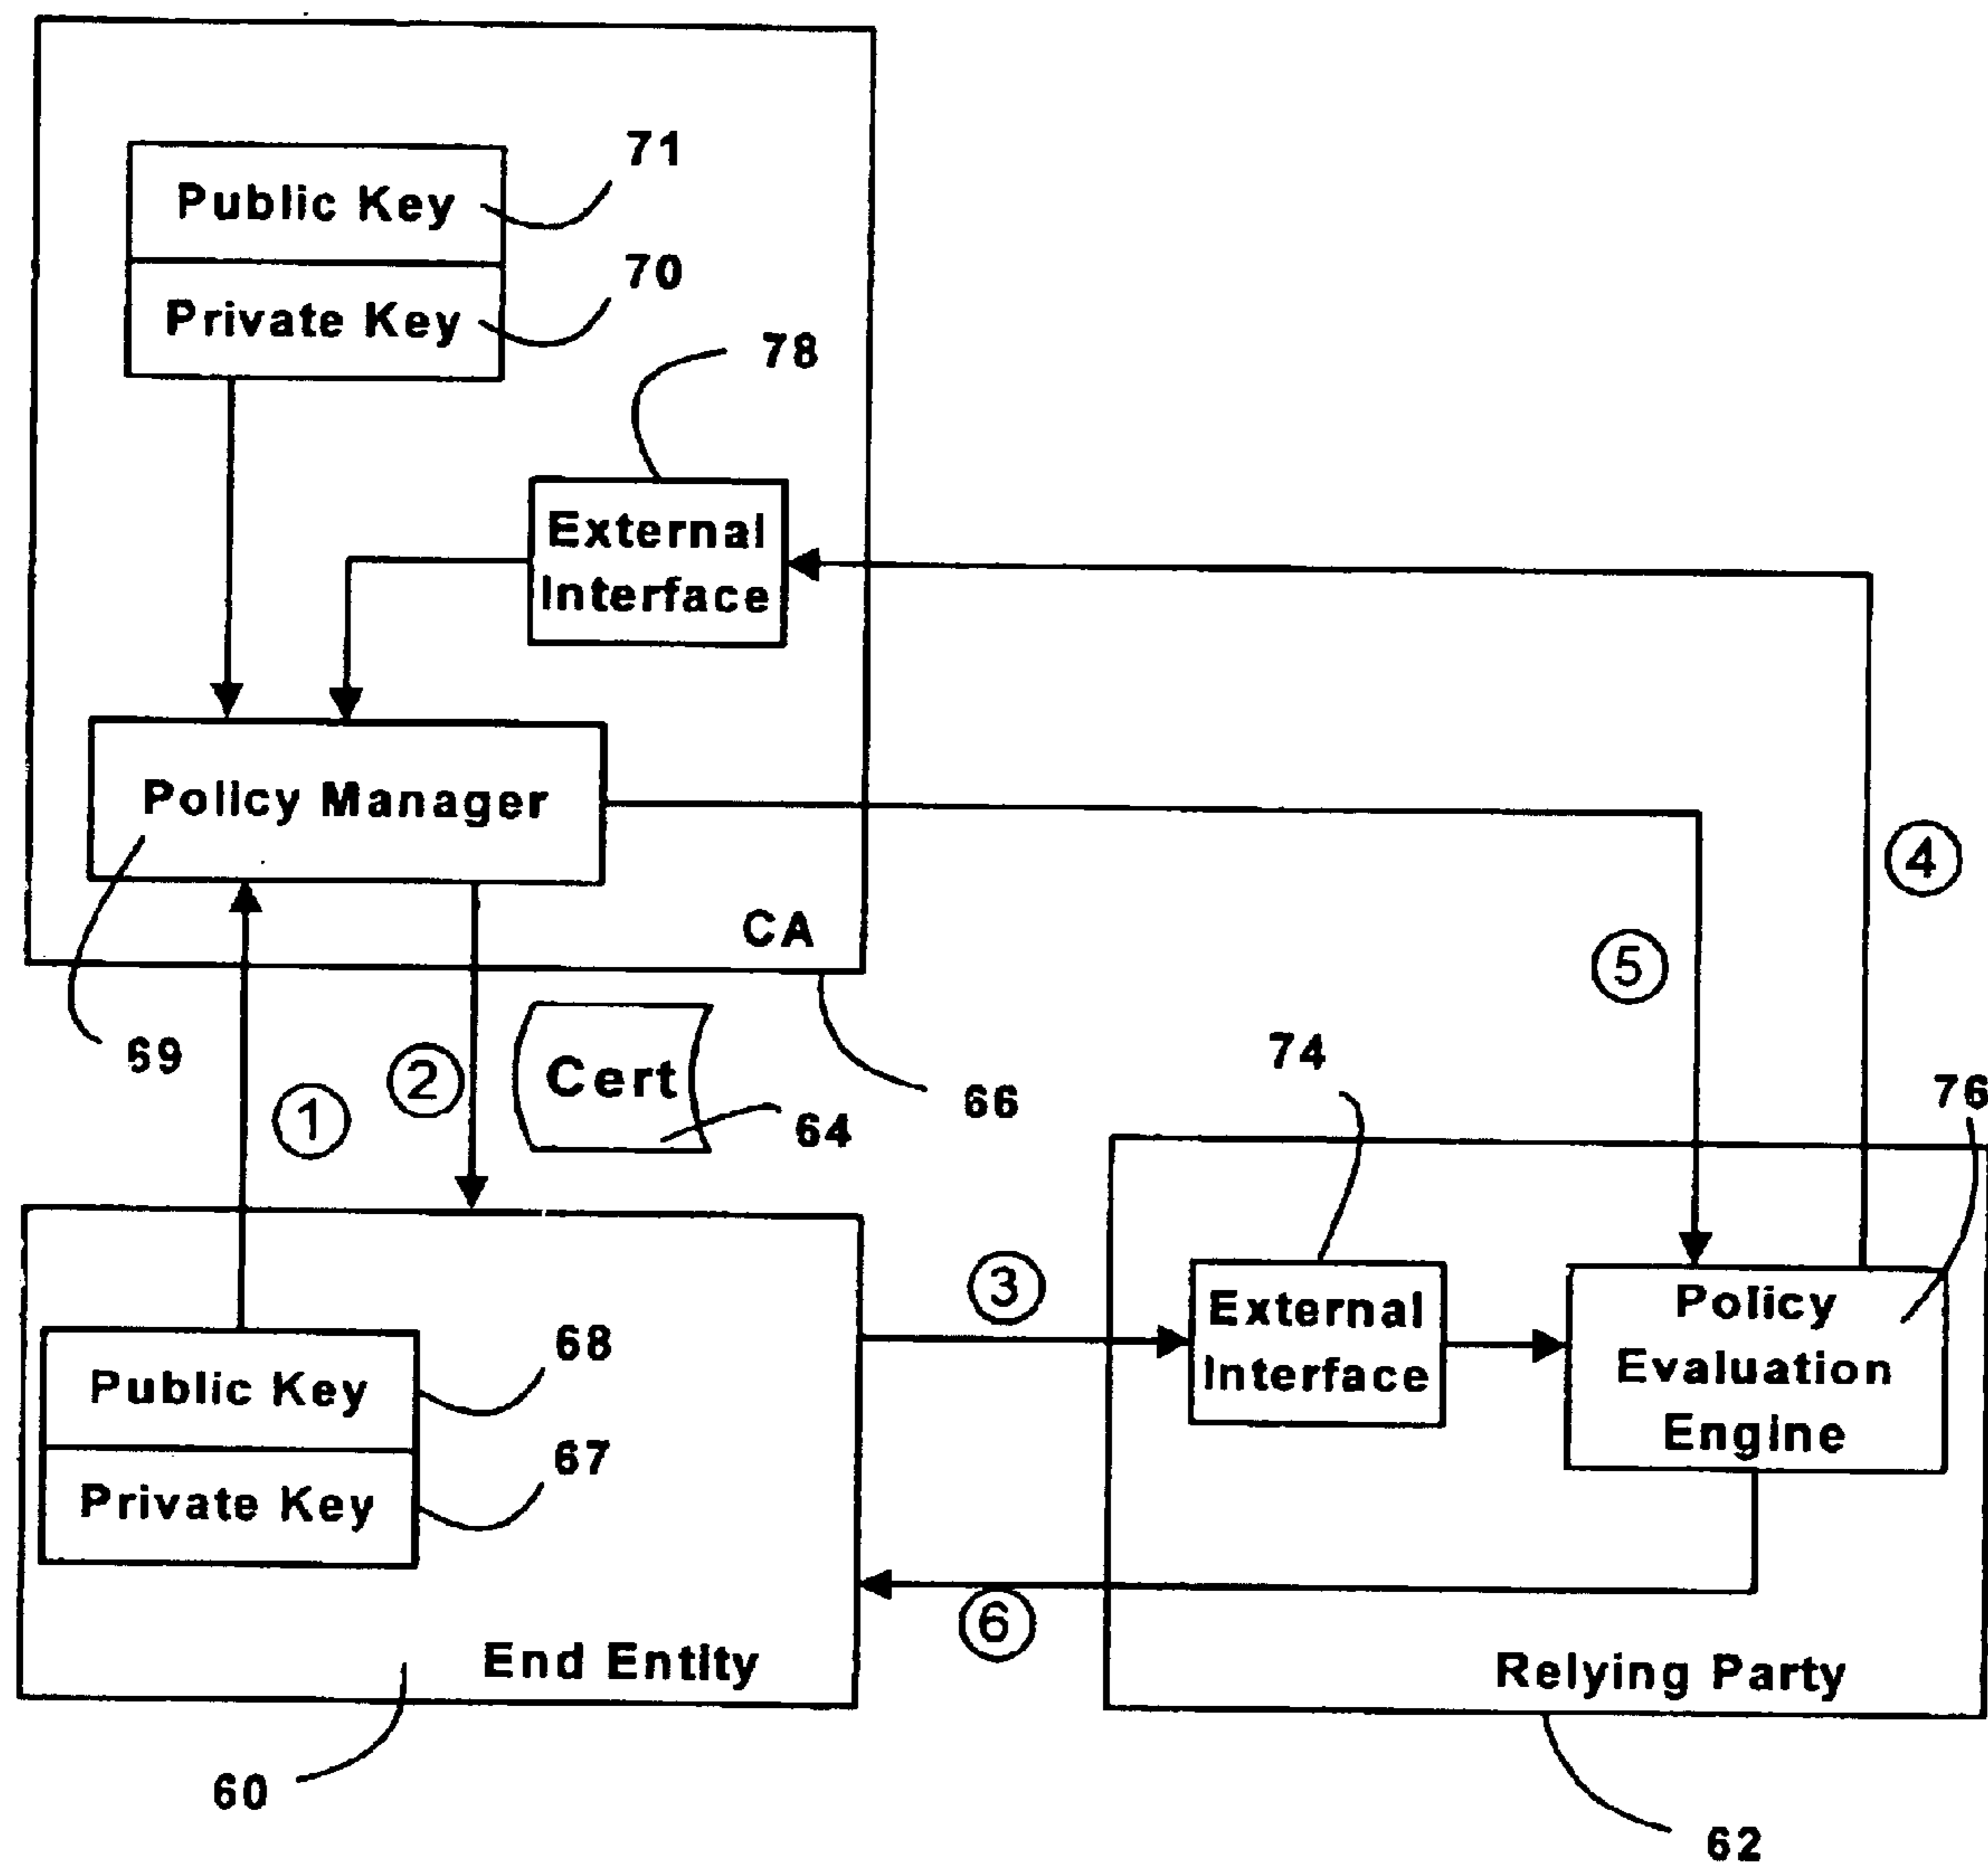 71
Public Key
70
Private Key
78
External
Interface
Policy Manager
4
CA
5
69
2
Cert
74
66
76
1
64
3
External
Interface
Policy
Evaluation
Engine
68
Public Key
67
Private Key
6
End Entity
Relying Party
60
62